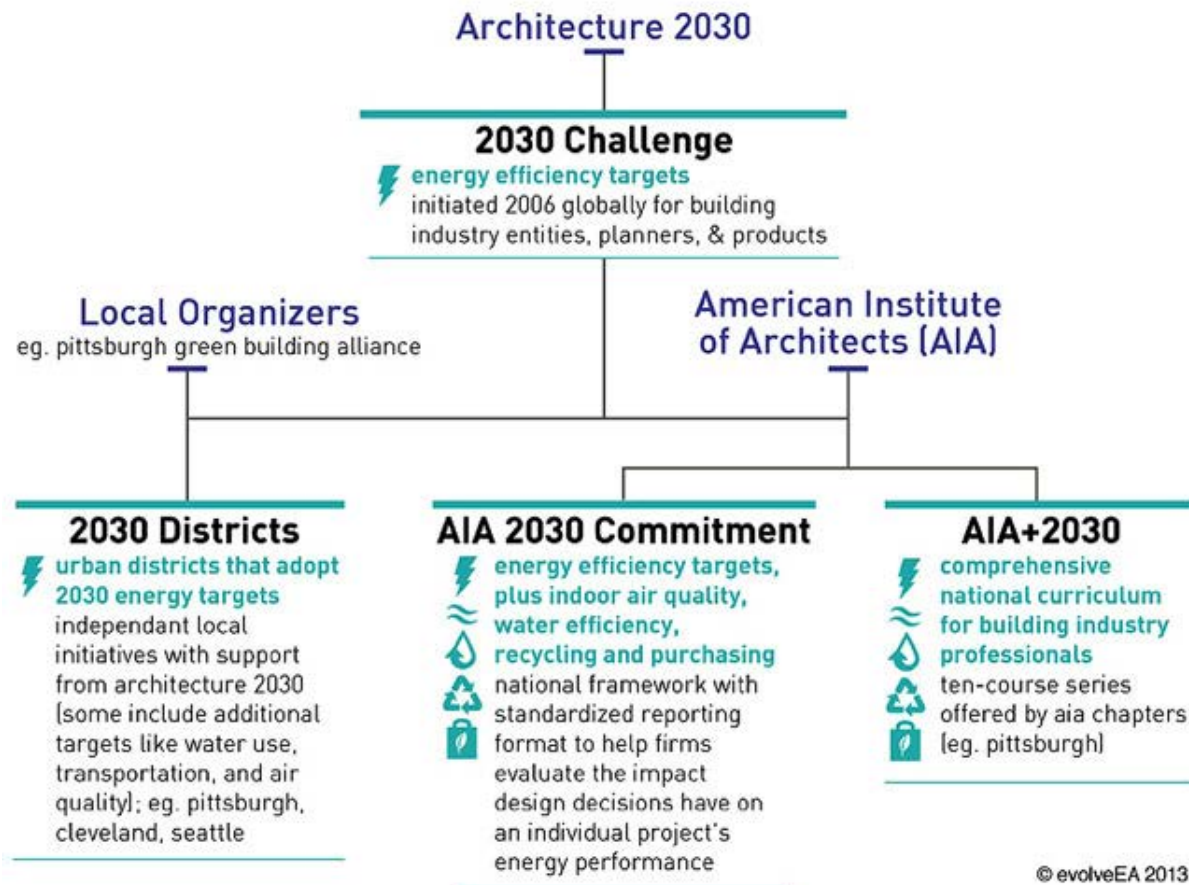 Architecture 2030
2030 Challenge
energy efficiency targets
initiated 2006 globally for building
industry entities, planners, & products
Local Organizers
eg. pittsburgh green building alliance
American Institute
of Architects (AIA)
2030 Districts
urban districts that adopt
2030 energy targets
independant local
initiatives with support
from architecture 2030
(some include additional
targets like water use,
transportation, and air
quality); eg. pittsburgh,
cleveland, seattle
AIA 2030 Commitment
energy efficiency targets,
plus indoor air quality,
water efficiency,
recycling and purchasing
national framework with
standardized reporting
format to help firms
evaluate the impact
design decisions have on
an individual project's
energy performance
AIA+2030
comprehensive
national curriculum
for building industry
professionals
ten-course series
offered by aia chapters
(eg. pittsburgh)
© evolveEA 2013